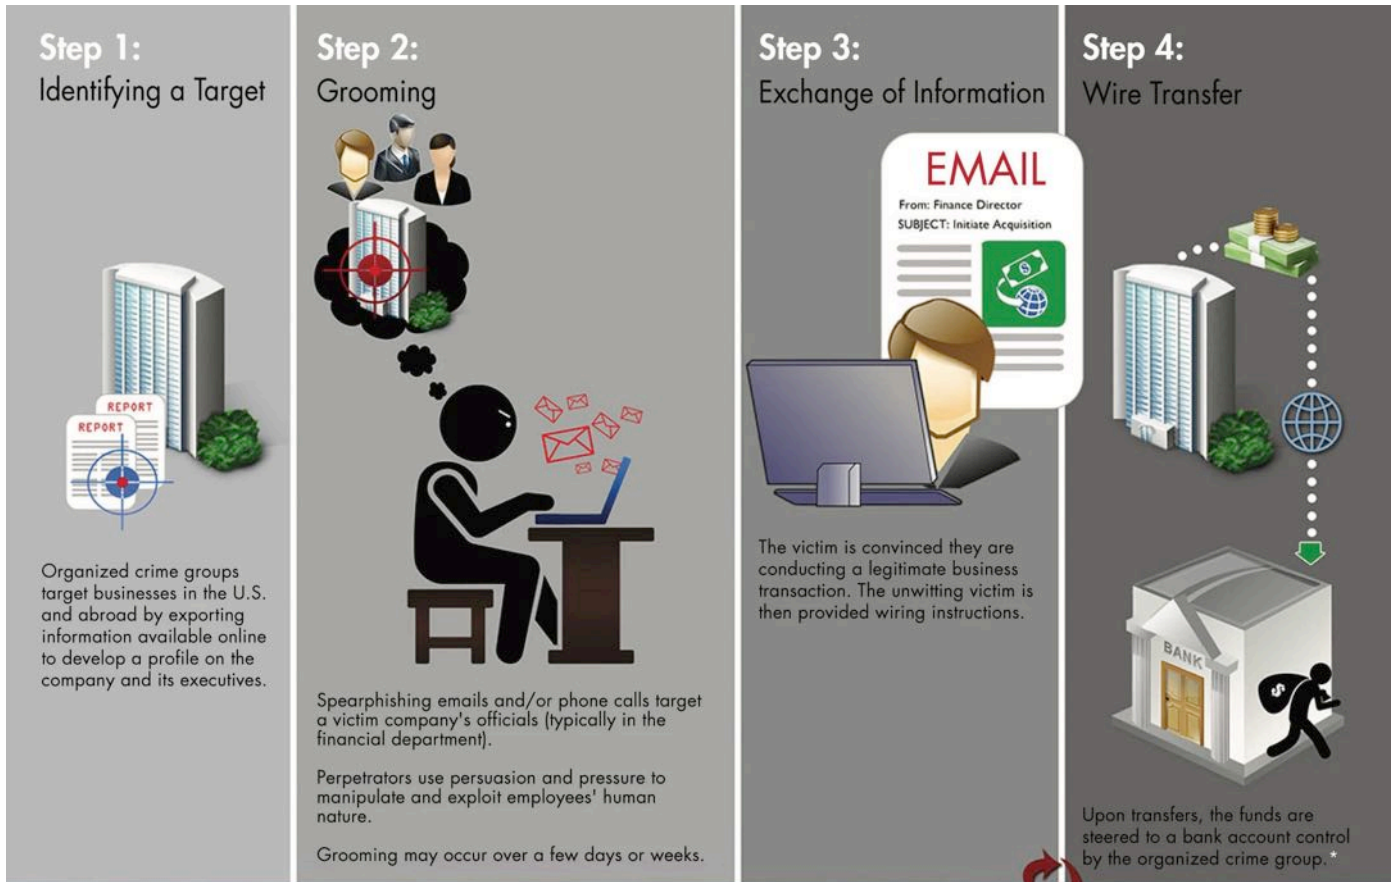 Step 1:
Identifying a Target
REPORT
REPORT
Organized crime groups
target businesses in the U.S.
and abroad by exporting
information available online
to develop a profile on the
company and its executives.
Step 2:
Grooming
Spearphishing emails and/or phone calls target
a victim company's officials (typically in the
financial department).
Perpetrators use persuasion and pressure to
manipulate and exploit employees' human
nature.
Grooming may occur over a few days or weeks.
Step 3:
Exchange of Information
EMAIL
From: Finance Director
SUBJECT: Initiate Acquisition
$
The victim is convinced they are
conducting a legitimate business
transaction. The unwitting victim is
then provided wiring instructions.
Step 4:
Wire Transfer
BANK
$
Upon transfers, the funds are
steered to a bank account control
by the organized crime group.*